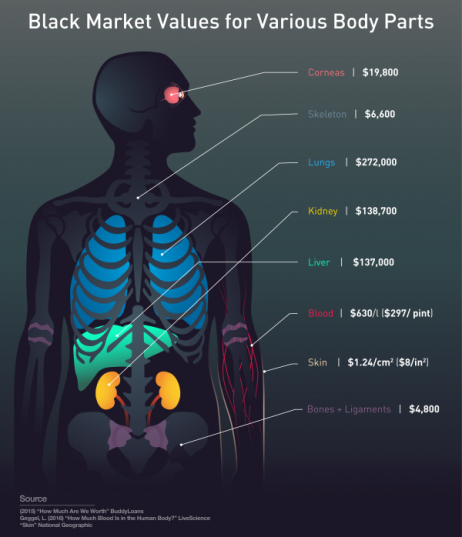 Black Market Values for Various Body Parts
Corneas | $19,800
Skeleton | $6,600
Lungs | $272,000
Kidney | $138,700
Liver | $137,000
Blood | $630/l ($297/ pint)
Skin | $1.24/cm² ($8/in²)
Bones + Ligaments | $4,800
Source
(2015) "How Much Are We Worth" BuddyLoans
Geggel, L. (2016) "How Much Blood Is in the Human Body?" LiveScience
"Skin" National Geographic